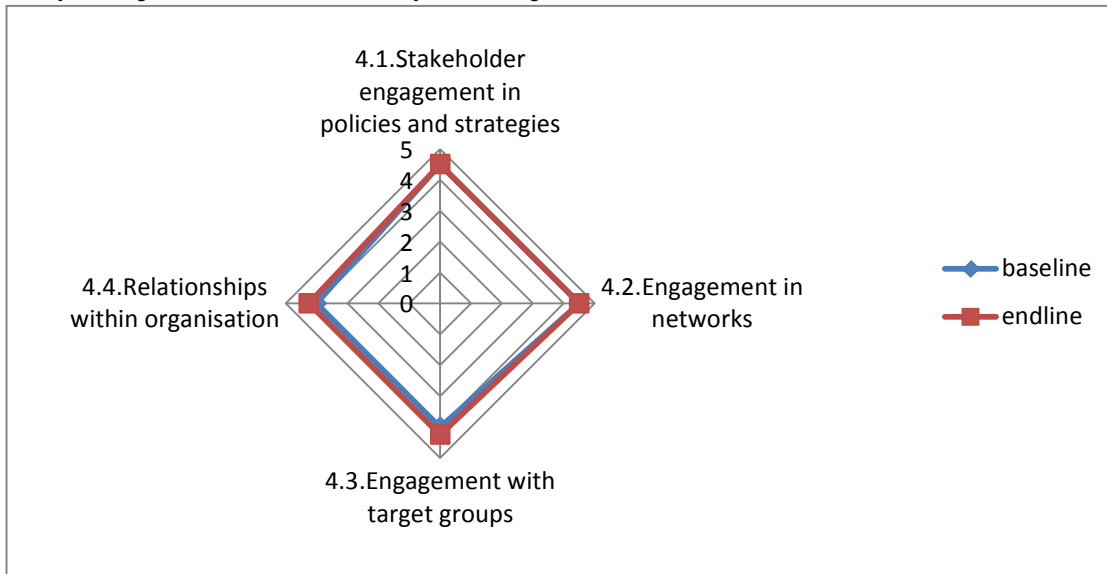 4.1.Stakeholder
engagement in
policies and strategies
5
4
3
2
1
0
4.4.Relationships
within organisation
4.2.Engagement in
networks
4.3.Engagement with
target groups
baseline
endline